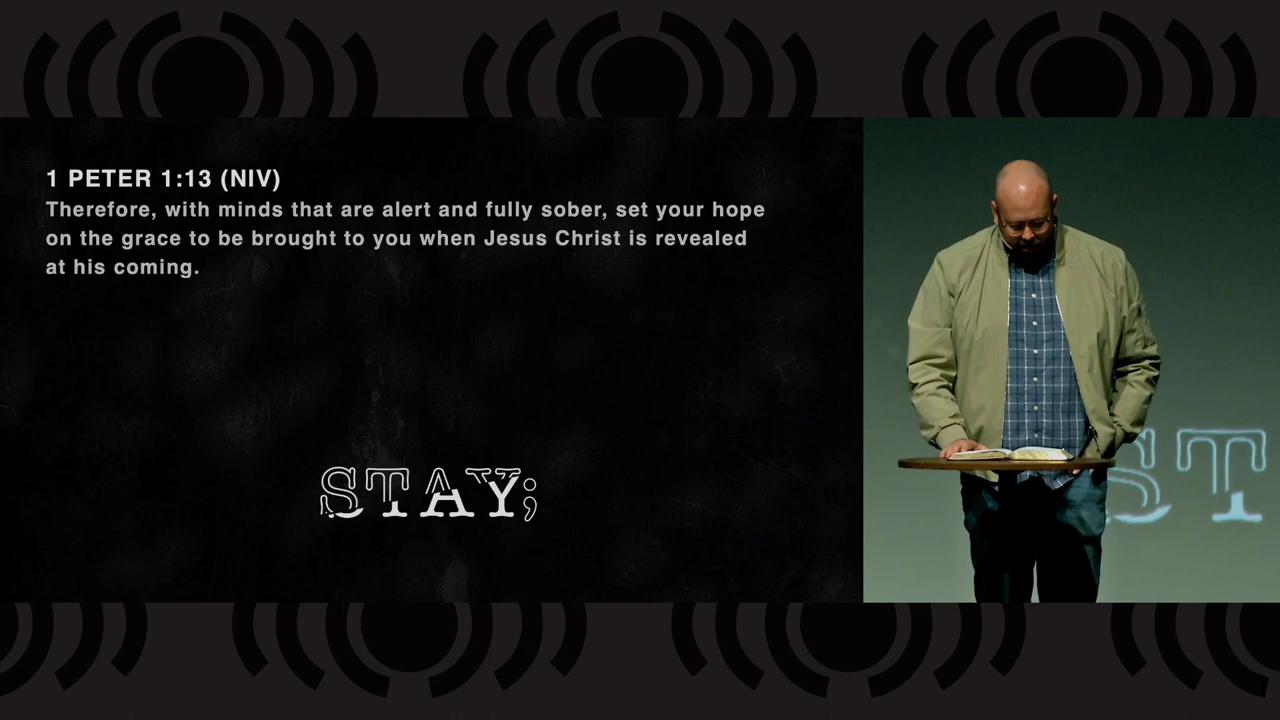 1 PETER 1:13 (NIV)
Therefore, with minds that are alert and fully sober, set your hope
on the grace to be brought to you when Jesus Christ is revealed
at his coming.
STAY;
ST